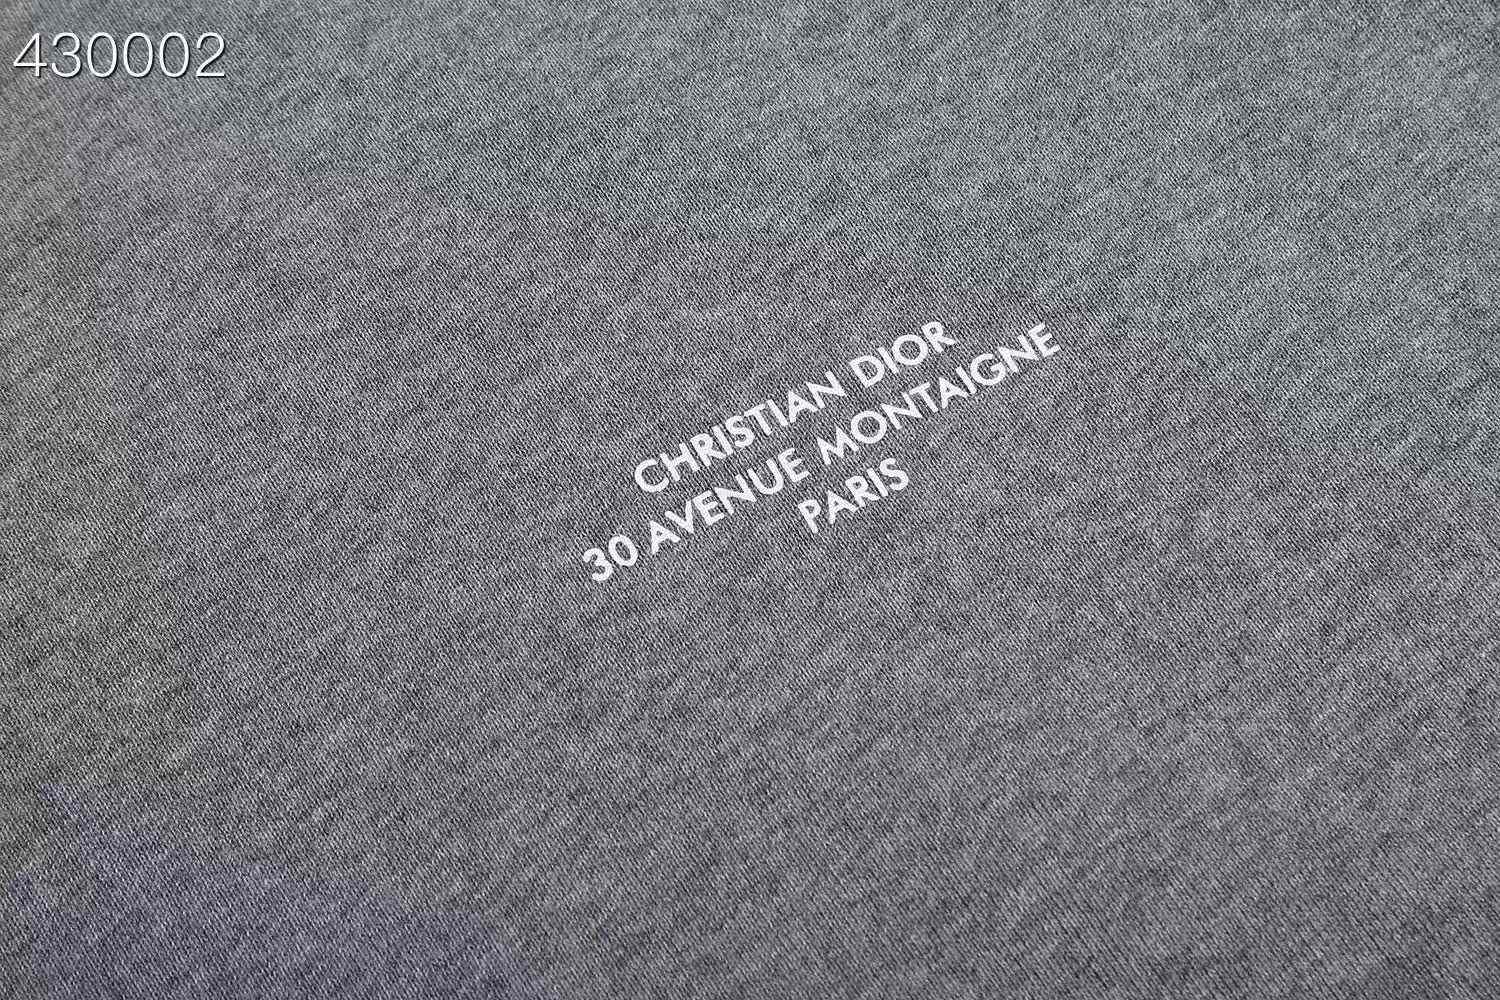 430002
CHRISTIAN DIOR
30 AVENUE MONTAIGNE
PARIS